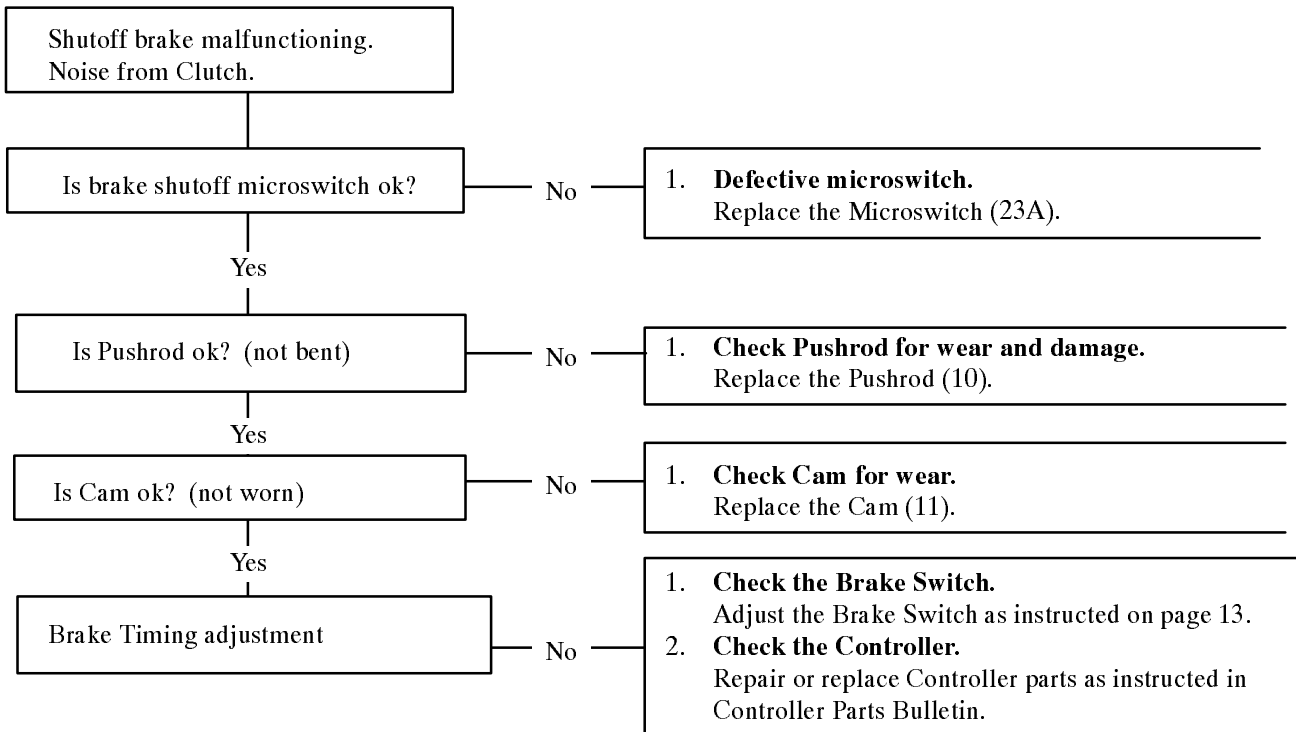 Shutoff brake malfunctioning.
Noise from Clutch.
Is brake shutoff microswitch ok?
No
1. Defective microswitch.
Replace the Microswitch (23A).
Yes
Is Pushrod ok? (not bent)
No
1. Check Pushrod for wear and damage.
Replace the Pushrod (10).
Yes
Is Cam ok? (not worn)
No
1. Check Cam for wear.
Replace the Cam (11).
Yes
Brake Timing adjustment
No
1. Check the Brake Switch.
Adjust the Brake Switch as instructed on page 13.
2. Check the Controller.
Repair or replace Controller parts as instructed in
Controller Parts Bulletin.